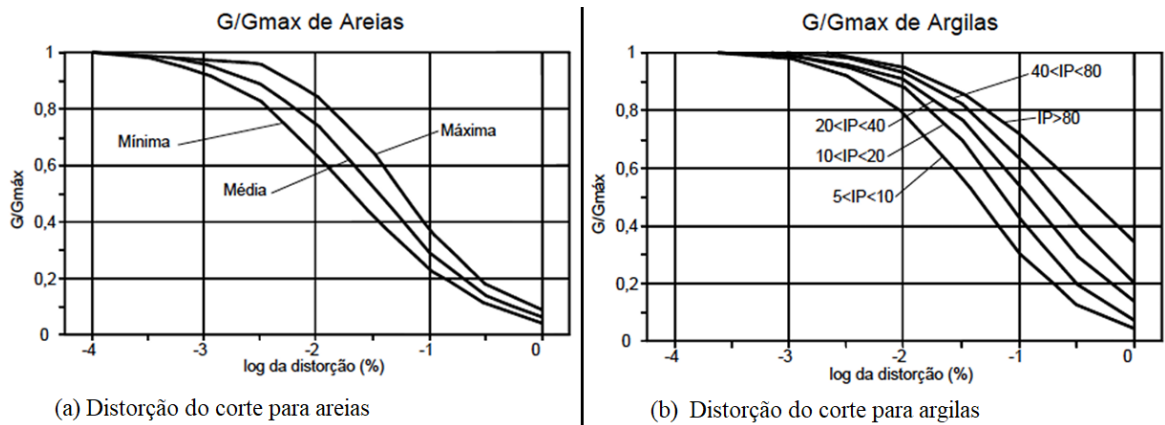 G/Gmax de Areias
1
0,8
0,6
0,4
0,2
0
G/Gmáx
Mínima
Máxima
Média
-4 -3 -2 -1 0
log da distorção (%)
(a) Distorção do corte para areias
G/Gmax de Argilas
1
0,8
0,6
0,4
0,2
0
G/Gmáx
40<IP<80
IP>80
20<IP<40
10<IP<20
5<IP<10
-4 -3 -2 -1 0
log da distorção (%)
(b) Distorção do corte para argilas